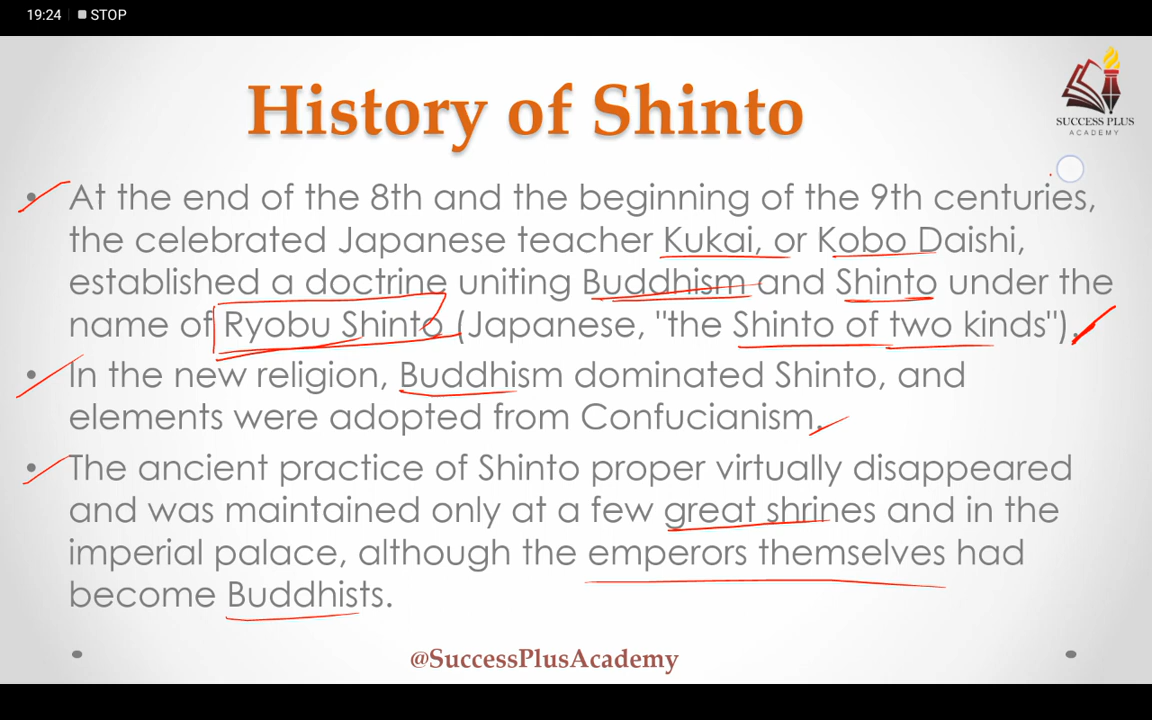 19:24 STOP
History of Shinto
SUCCESS PLUS
ACADEMY
• At the end of the 8th and the beginning of the 9th centuries,
the celebrated Japanese teacher Kukai, or Kobo Daishi,
established a doctrine uniting Buddhism and Shinto under the
name of Ryobu Shinto (Japanese, "the Shinto of two kinds").
• In the new religion, Buddhism dominated Shinto, and
elements were adopted from Confucianism.
• The ancient practice of Shinto proper virtually disappeared
and was maintained only at a few great shrines and in the
imperial palace, although the emperors themselves had
become Buddhists.
@SuccessPlusAcademy